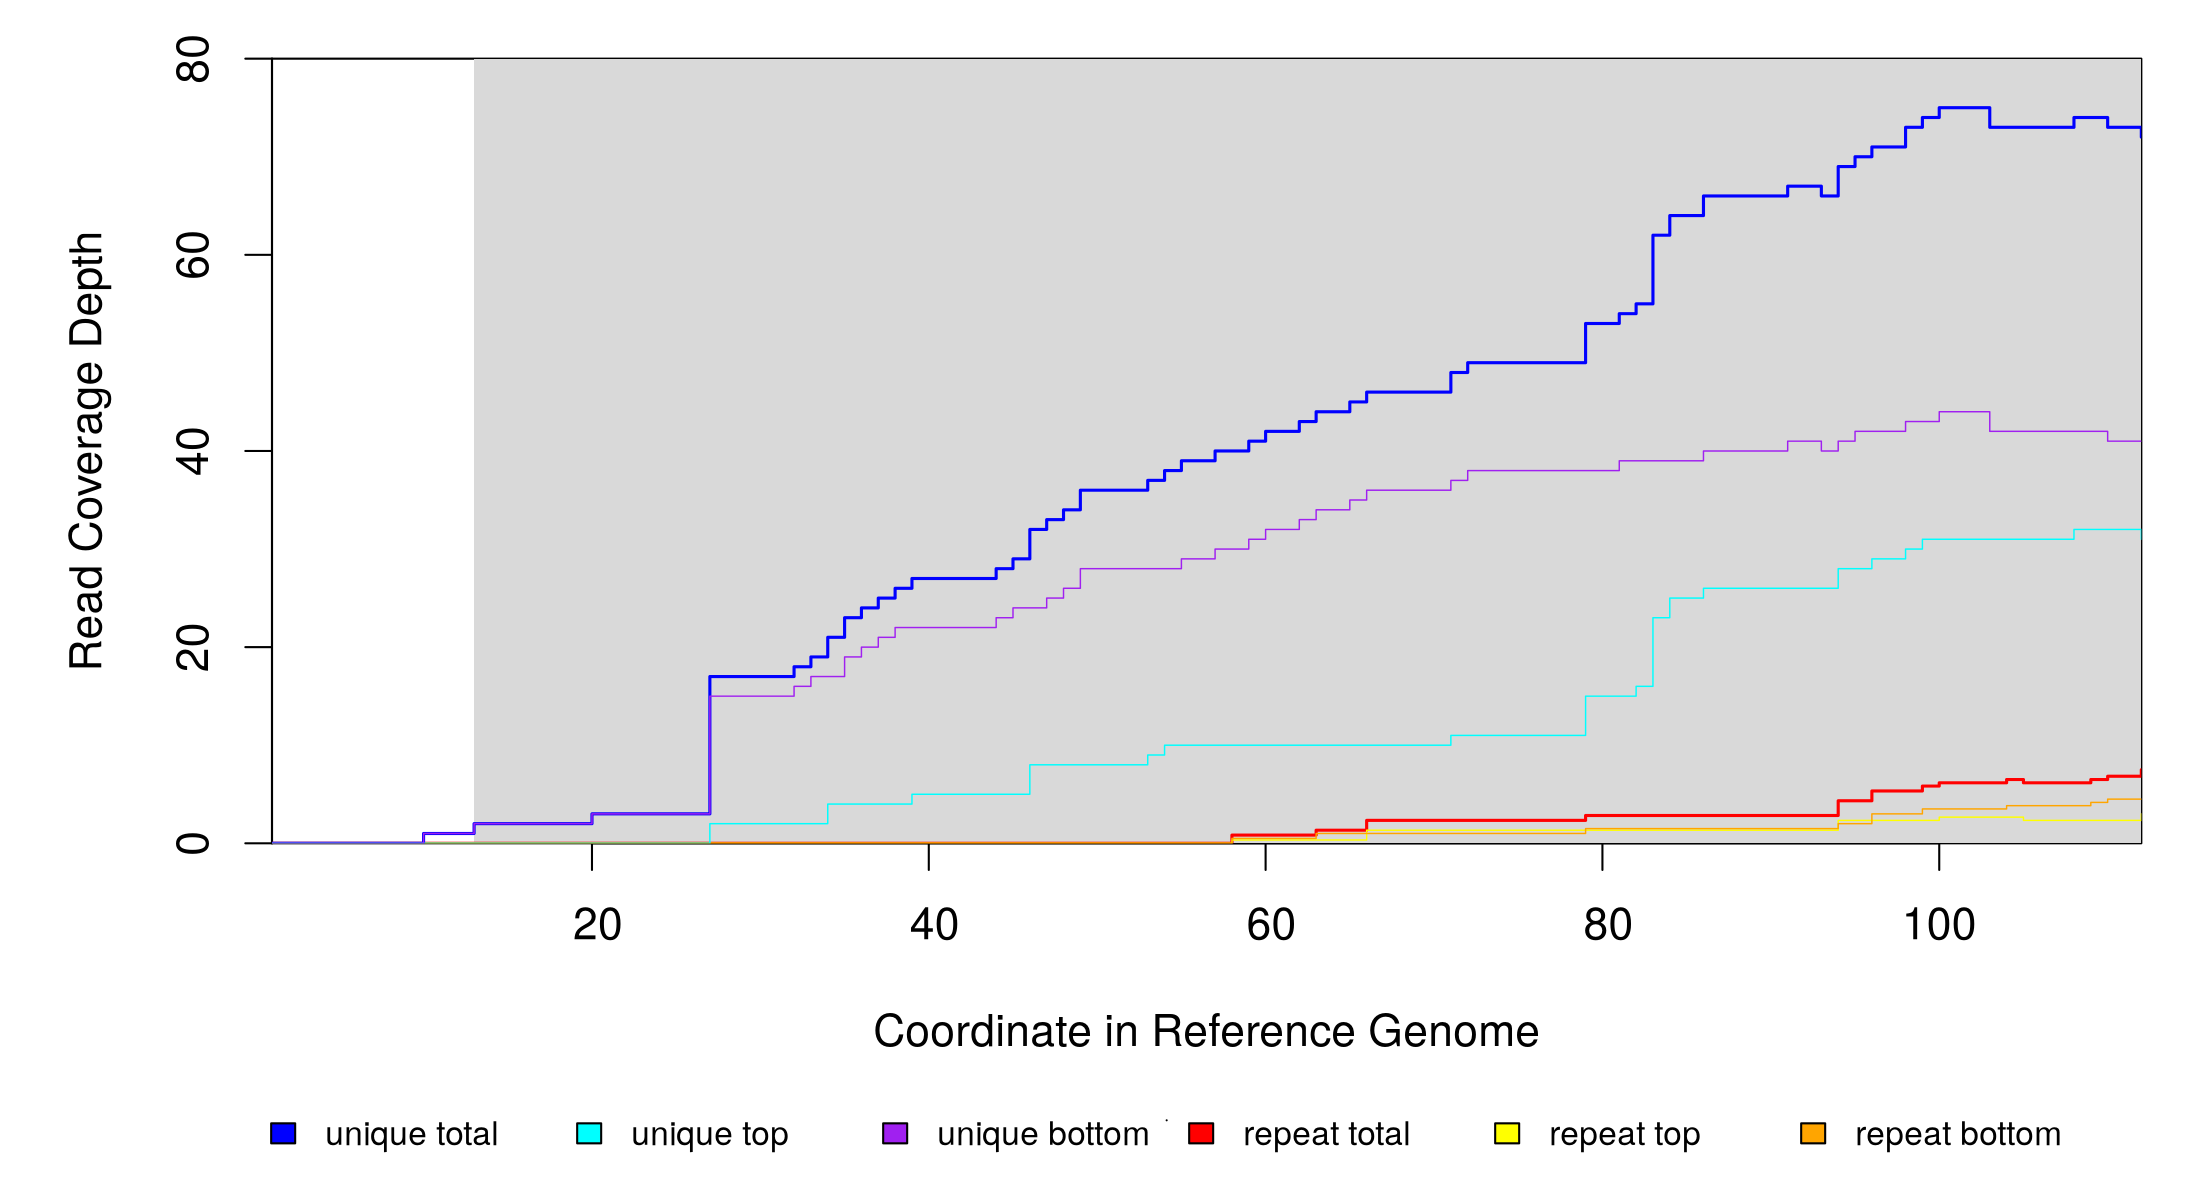 80
60
40
20
0
Read Coverage Depth
20 40 60 80 100
Coordinate in Reference Genome
unique total unique top unique bottom repeat total repeat top repeat bottom